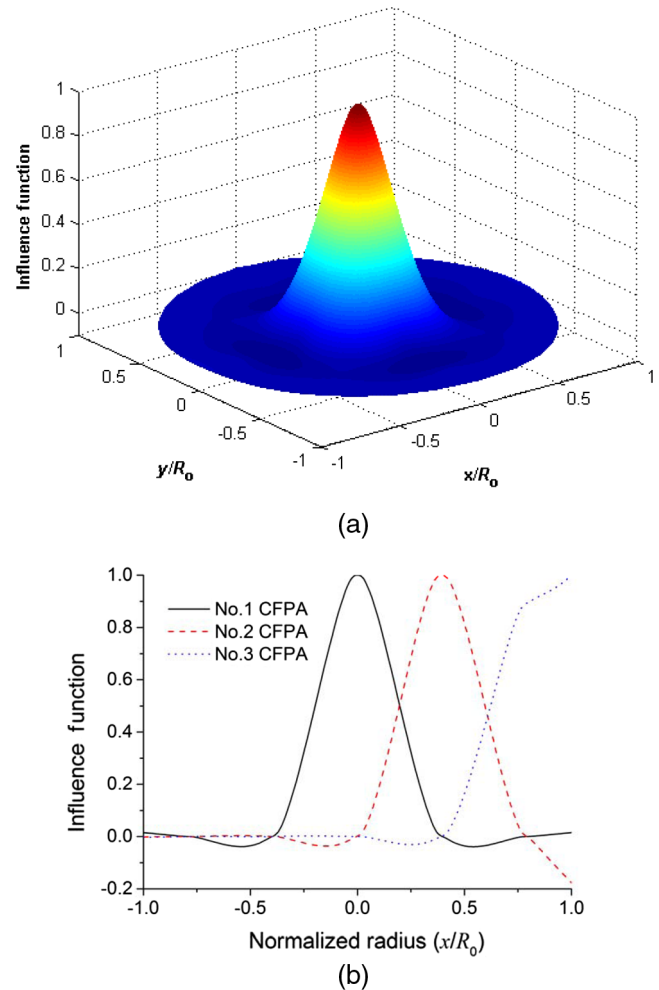 1
0.8
0.6
0.4
0.2
0
Influence function
1
0.5
0
-0.5
-1
y/Ro
-1
-0.5
0
0.5
1
x/Ro
(a)
1.0
0.8
0.6
0.4
0.2
0.0
-0.2
Influence function
No.1 CFPA
No.2 CFPA
No.3 CFPA
-1.0 -0.5 0.0 0.5 1.0
Normalized radius (x/R0)
(b)